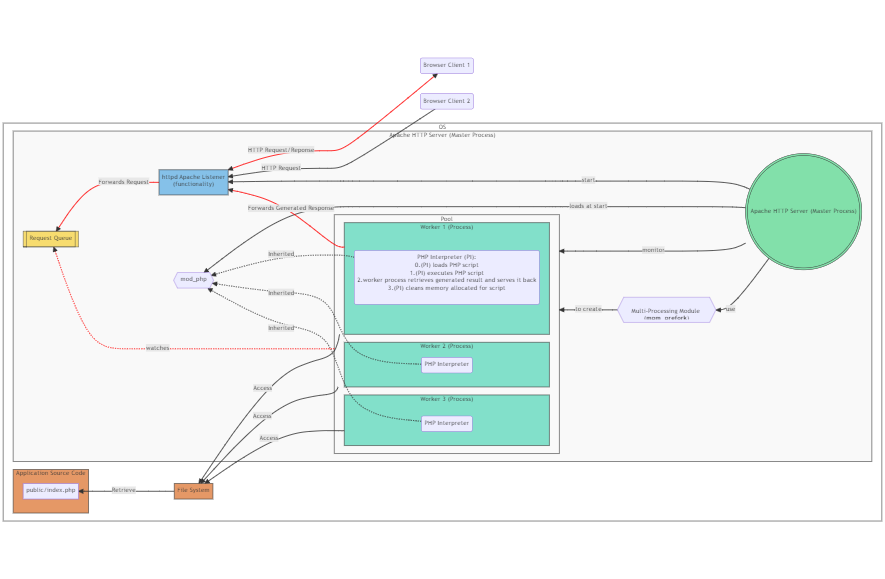 Browser Client 1
Browser Client 2
OS
Apache HTTP Server (Master Process)
HTTP Request/Reponse
HTTP Request
httpd Apache Listener
(functionality)
Forwards Request
start
Forwards Generatied Response
loads at start
Apache HTTP Server (Master Process)
Pool
Worker 1 (Process)
Request Queue
Inherited
monitor
PHP Interpreter (PI):
0.(PI) loads PHP script
1.(PI) executes PHP script
2.worker process retrieves generated result and serves it back
3.(PI) cleans memory allocated for script
mod_php
Inherited
to create
Multi-Processing Module
(mpm_prefork)
use
Inherited
watches
Worker 2 (Process)
PHP Interpreter
Access
Worker 3 (Process)
Access
PHP Interpreter
Access
Application Source Code
public/index.php
Retrieve
File System